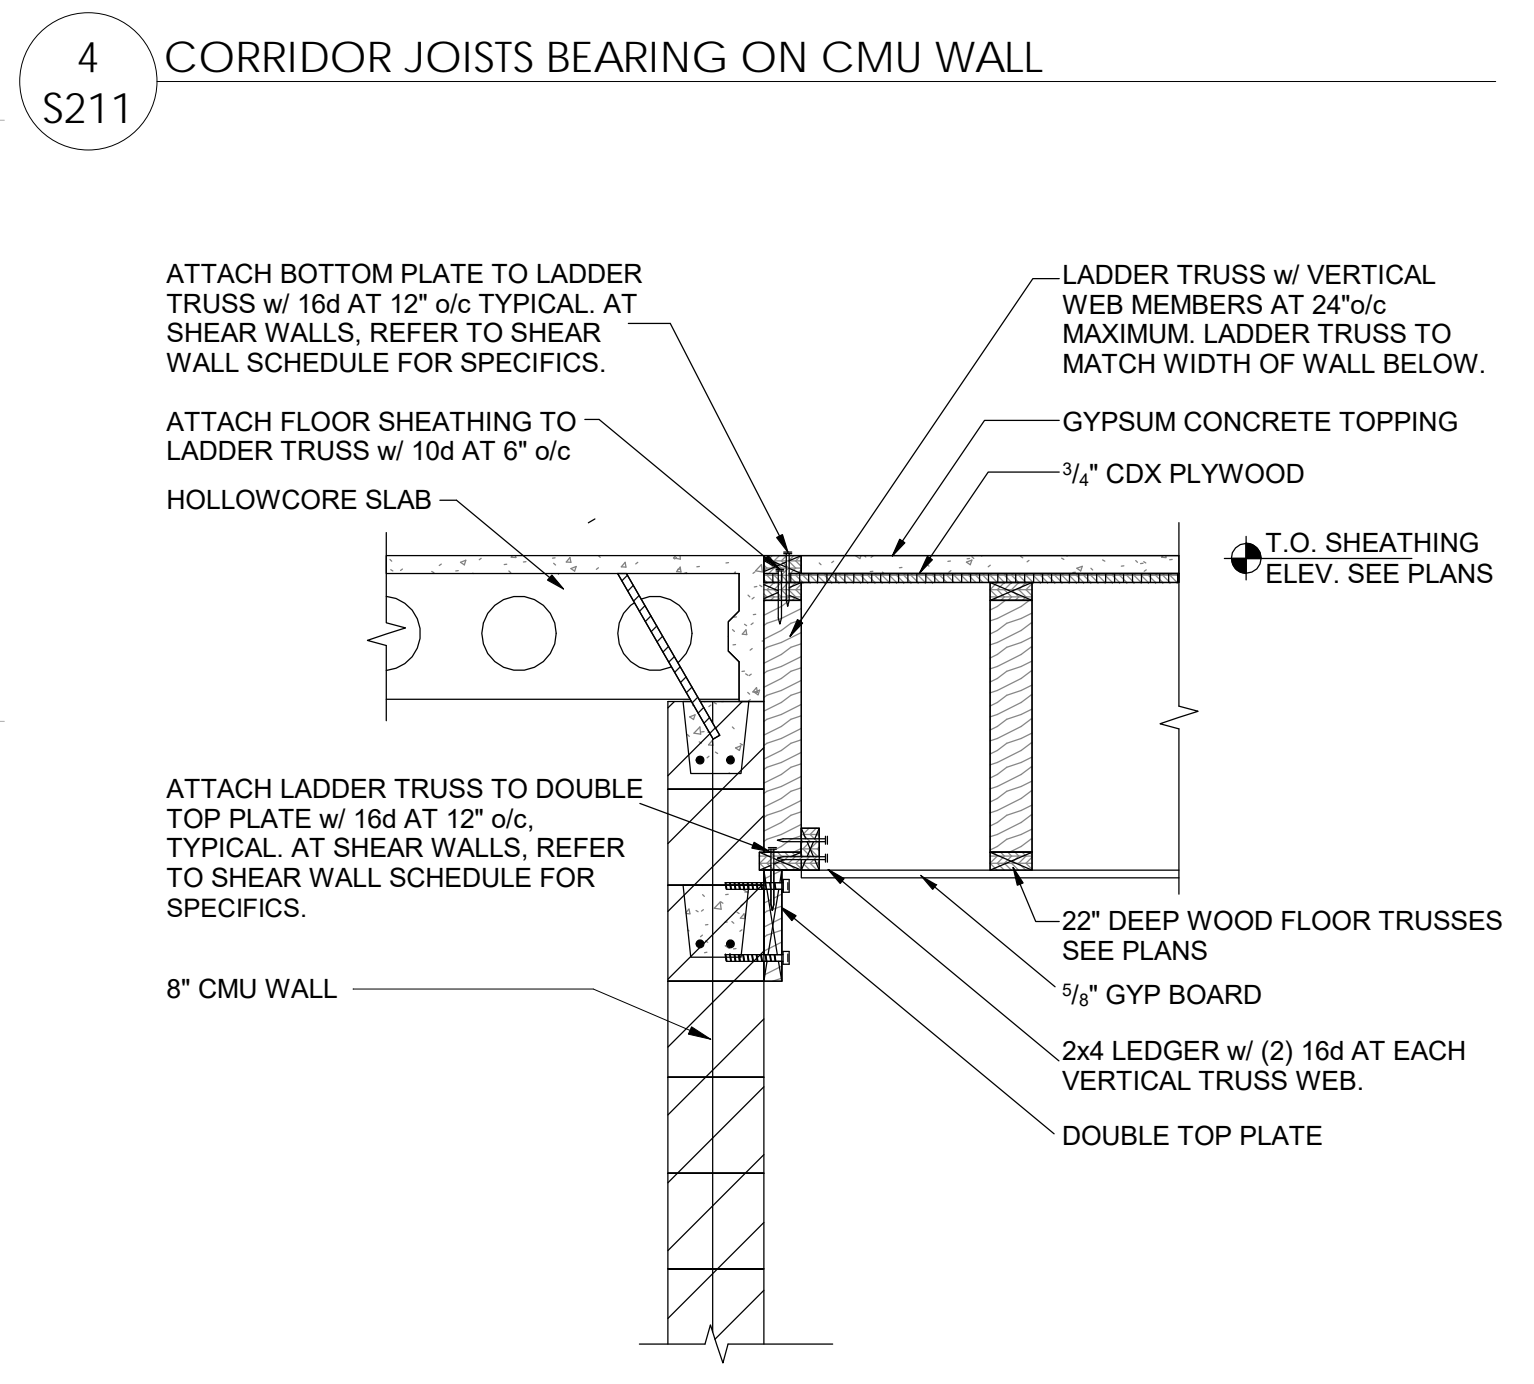 4
S211
CORRIDOR JOISTS BEARING ON CMU WALL
ATTACH BOTTOM PLATE TO LADDER
TRUSS w/ 16d AT 12" o/c TYPICAL. AT
SHEAR WALLS, REFER TO SHEAR
WALL SCHEDULE FOR SPECIFICS.
ATTACH FLOOR SHEATHING TO
LADDER TRUSS w/ 10d AT 6" o/c
HOLLOWCORE SLAB
ATTACH LADDER TRUSS TO DOUBLE
TOP PLATE w/ 16d AT 12" o/c,
TYPICAL. AT SHEAR WALLS, REFER
TO SHEAR WALL SCHEDULE FOR
SPECIFICS.
8" CMU WALL
LADDER TRUSS w/ VERTICAL
WEB MEMBERS AT 24"o/c
MAXIMUM. LADDER TRUSS TO
MATCH WIDTH OF WALL BELOW.
GYPSUM CONCRETE TOPPING
3/4" CDX PLYWOOD
T.O. SHEATHING
ELEV. SEE PLANS
22" DEEP WOOD FLOOR TRUSSES
SEE PLANS
5/8" GYP BOARD
2x4 LEDGER w/ (2) 16d AT EACH
VERTICAL TRUSS WEB.
DOUBLE TOP PLATE